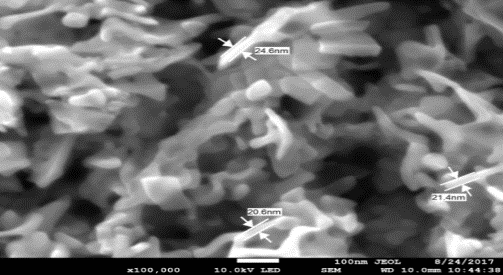 24.6nm
21.4nm
20.6nm
100nm JEOL 8/24/2017
x100,000 10.0kV LED SEM WD 10.0mm 10:44:2